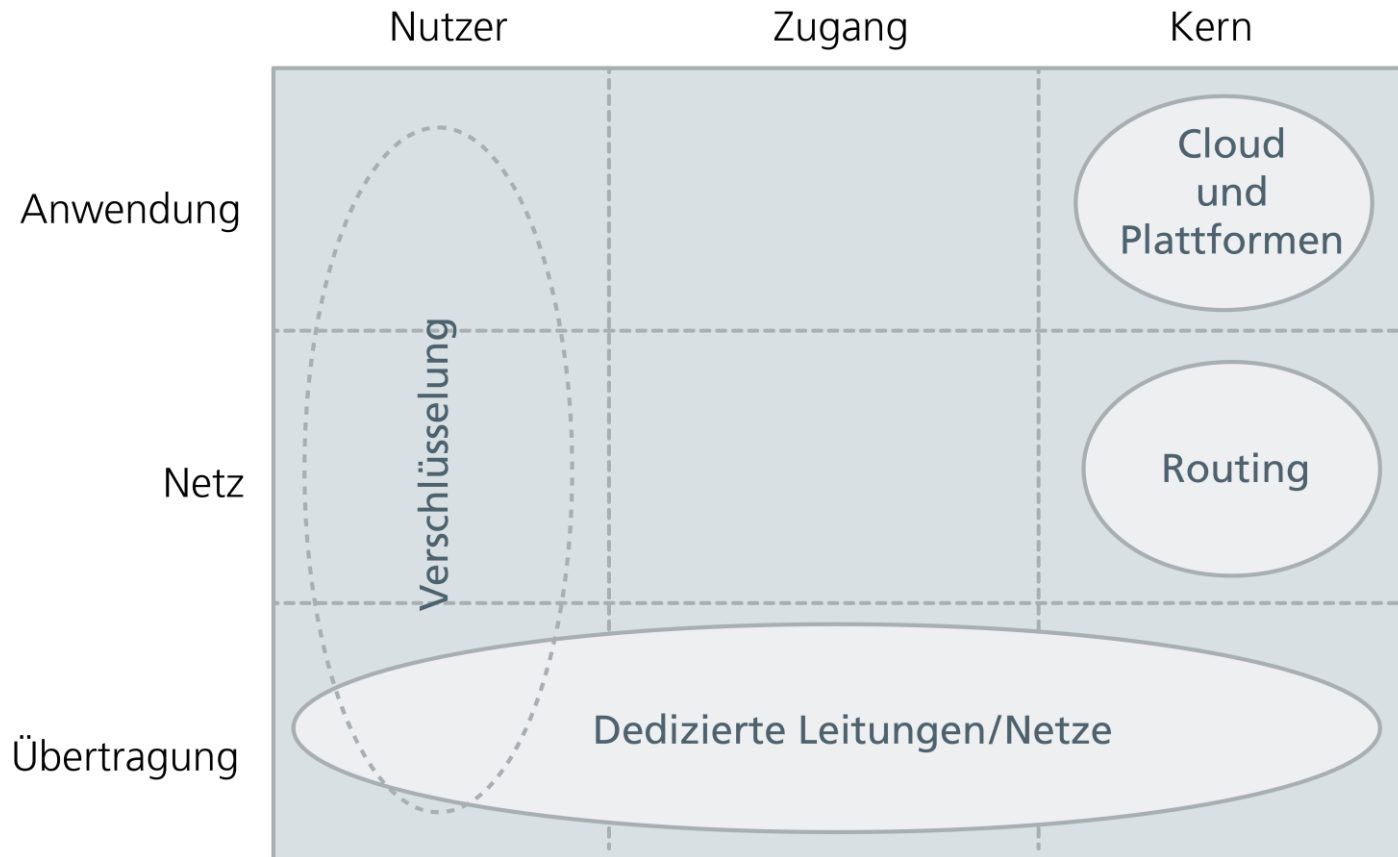 Nutzer
Zugang
Kern
Anwendung
Cloud
und
Plattformen
Verschlüsselung
Netz
Routing
Übertragung
Dedizierte Leitungen/Netze